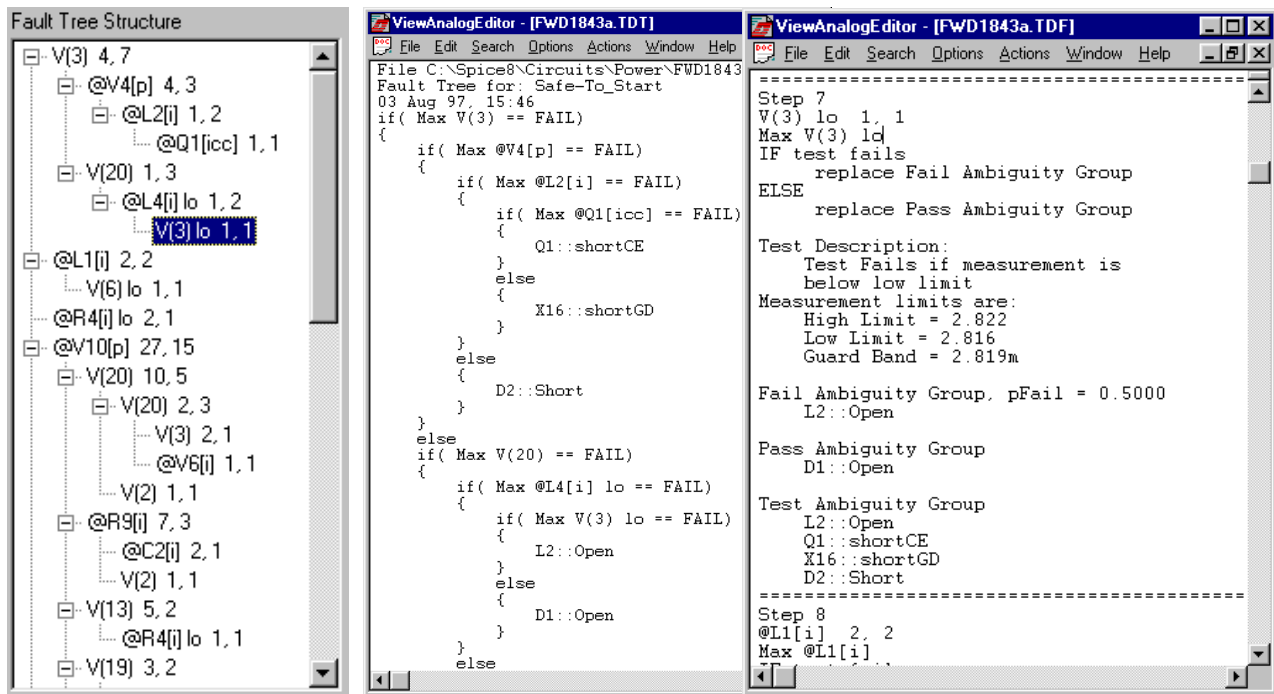 Fault Tree Structure
V(3) 4, 7
@V4[p] 4, 3
@L2[i] 1, 2
@Q1[icc] 1, 1
V(20) 1, 3
@L4[i] lo 1, 2
V(3) lo 1, 1
@L1[i] 2, 2
V(6) lo 1, 1
@R4[i] lo 2, 1
@V10[p] 27, 15
V(20) 10, 5
V(20) 2, 3
V(3) 2, 1
@V6[i] 1, 1
V(2) 1, 1
@R9[i] 7, 3
@C2[i] 2, 1
V(2) 1, 1
V(13) 5, 2
@R4[i] lo 1, 1
V(19) 3, 2
ViewAnalogEditor - [FWD1843a.TDT]
File Edit Search Options Actions Window Help
File C:\Spice8\Circuits\Power\FWD1843
Fault Tree for: Safe-To_Start
03 Aug 97, 15:46
if( Max V(3) == FAIL)
{
if( Max @V4[p] == FAIL)
{
if( Max @L2[i] == FAIL)
{
if( Max @Q1[icc] == FAIL)
{
Q1::shortCE
}
else
{
X16::shortGD
}
}
else
{
D2::Short
}
}
else
if( Max V(20) == FAIL)
{
if( Max @L4[i] lo == FAIL)
{
if( Max V(3) lo == FAIL)
{
L2::Open
}
else
{
D1::Open
}
}
else
ViewAnalogEditor - [FWD1843a.TDF]
File Edit Search Options Actions Window Help
==================================================
Step 7
V(3) lo 1, 1
Max V(3) lo
IF test fails
replace Fail Ambiguity Group
ELSE
replace Pass Ambiguity Group
Test Description:
Test Fails if measurement is
below low limit
Measurement limits are:
High Limit = 2.822
Low Limit = 2.816
Guard Band = 2.819m
Fail Ambiguity Group, pFail = 0.5000
L2::Open
Pass Ambiguity Group
D1::Open
Test Ambiguity Group
L2::Open
Q1::shortCE
X16::shortGD
D2::Short
==================================================
Step 8
@L1[i] 2, 2
Max @L1[i]